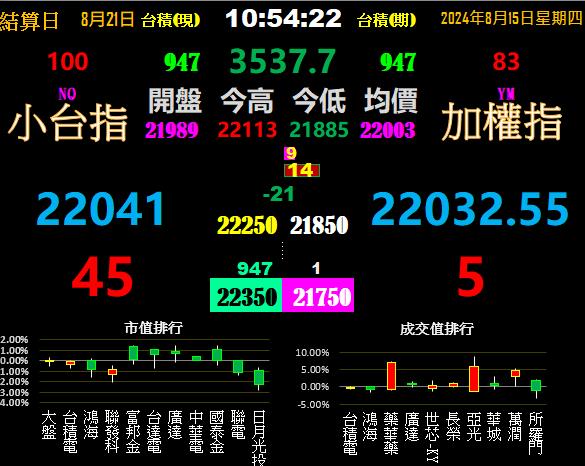 結算日 8月21日 台積(現) 10:54:22 台積(期) 2024年8月15日星期四
100 947 3537.7 947 83
NO YM
小台指 開盤 今高 今低 均價 加權指
21989 22113 21885 22003
9
14
-21
22041 22250 21850 22032.55
45 947 1 5
22350 21750
市值排行 成交值排行
2.00%
1.00%
0.00%
-1.00%
-2.00%
-3.00%
-4.00%
10.00%
5.00%
0.00%
-5.00%
大盤 台積電 鴻海 聯發科 富邦金 台達電 廣達 中華電 國泰金 聯電 日月光投
台積電 鴻海 藥華藥 廣達 世芯-KY 長榮 亞光 華城 萬潤 所羅門